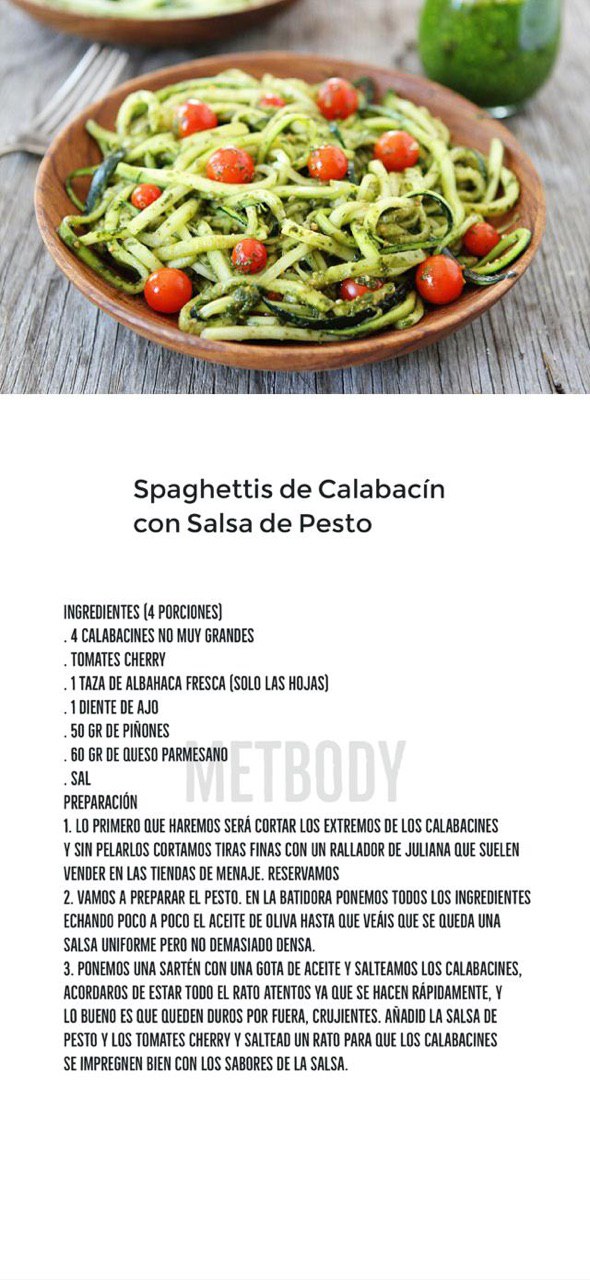 Spaghettis de Calabacín
con Salsa de Pesto
INGREDIENTES (4 PORCIONES)
. 4 CALABACINES NO MUY GRANDES
. TOMATES CHERRY
. 1 TAZA DE ALBAHACA FRESCA (SOLO LAS HOJAS)
. 1 DIENTE DE AJO
. 50 GR DE PIÑONES
. 60 GR DE QUESO PARMESANO
METBODY
. SAL
PREPARACIÓN
1. LO PRIMERO QUE HAREMOS SERÁ CORTAR LOS EXTREMOS DE LOS CALABACINES
Y SIN PELARLOS CORTAMOS TIRAS FINAS CON UN RALLADOR DE JULIANA QUE SUELEN
VENDER EN LAS TIENDAS DE MENAJE. RESERVAMOS
2. VAMOS A PREPARAR EL PESTO. EN LA BATIDORA PONEMOS TODOS LOS INGREDIENTES
ECHANDO POCO A POCO EL ACEITE DE OLIVA HASTA QUE VEÁIS QUE SE QUEDA UNA
SALSA UNIFORME PERO NO DEMASIADO DENSA.
3. PONEMOS UNA SARTÉN CON UNA GOTA DE ACEITE Y SALTEAMOS LOS CALABACINES,
ACORDAROS DE ESTAR TODO EL RATO ATENTOS YA QUE SE HACEN RÁPIDAMENTE, Y
LO BUENO ES QUE QUEDEN DUROS POR FUERA, CRUJIENTES. AÑADID LA SALSA DE
PESTO Y LOS TOMATES CHERRY Y SALTEAD UN RATO PARA QUE LOS CALABACINES
SE IMPREGNEN BIEN CON LOS SABORES DE LA SALSA.